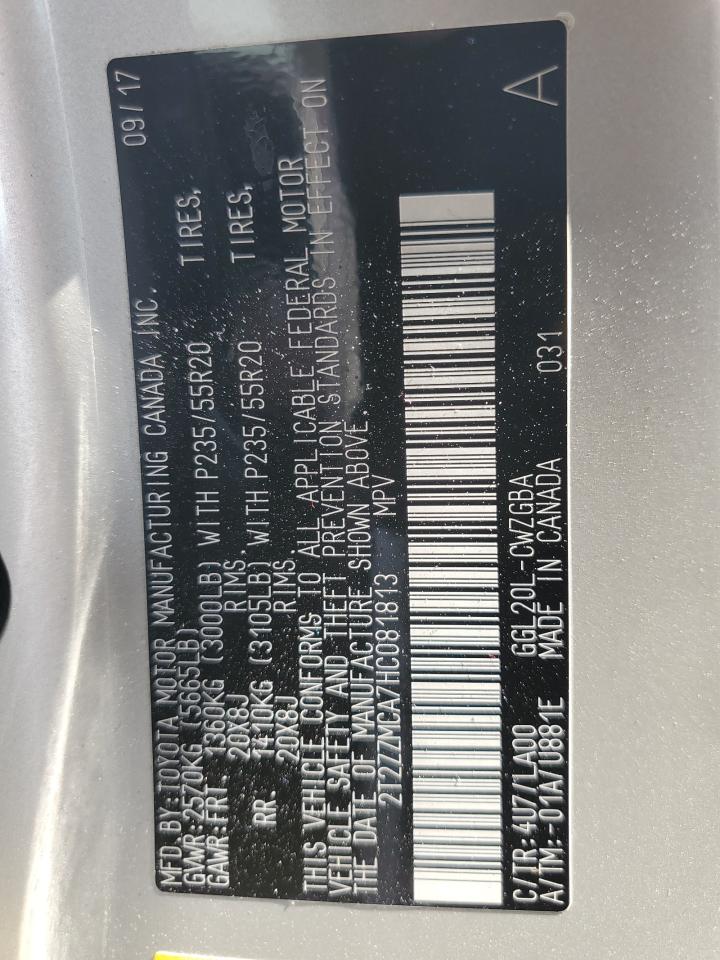 MFD.BY:TOYOTA MOTOR MANUFACTURING CANADA INC. 09/17
GVWR:2570KG (5665LB)
GAWR:FRT. 1360KG (3000LB) WITH P235/55R20 TIRES,
20X8J RIMS,
RR. 1410KG (3105LB) WITH P235/55R20 TIRES,
20X8J RIMS.
THIS VEHICLE CONFORMS TO ALL APPLICABLE FEDERAL MOTOR
VEHICLE SAFETY AND THEFT PREVENTION STANDARDS IN EFFECT ON
THE DATE OF MANUFACTURE SHOWN ABOVE.
2T2ZZMCA7HC081813 MPV
C/TR:4U7/LA00 GGL20L-CWZGBA 031 A
A/TM:-01A/U881E MADE IN CANADA